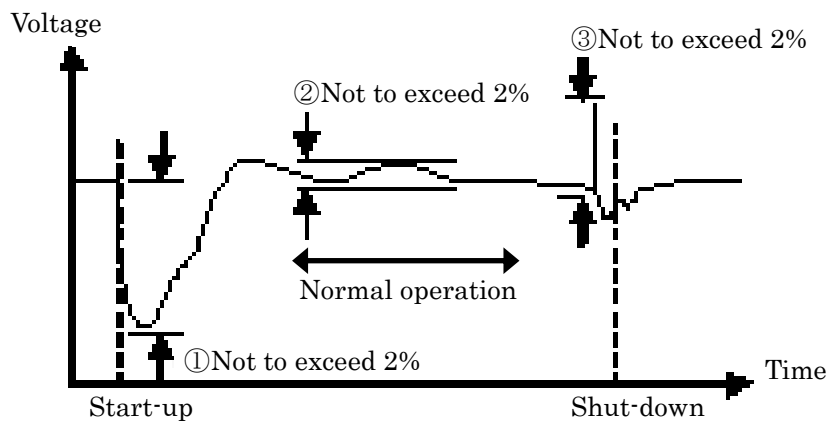 Voltage
③Not to exceed 2%
②Not to exceed 2%
Normal operation
①Not to exceed 2%
Time
Start-up
Shut-down